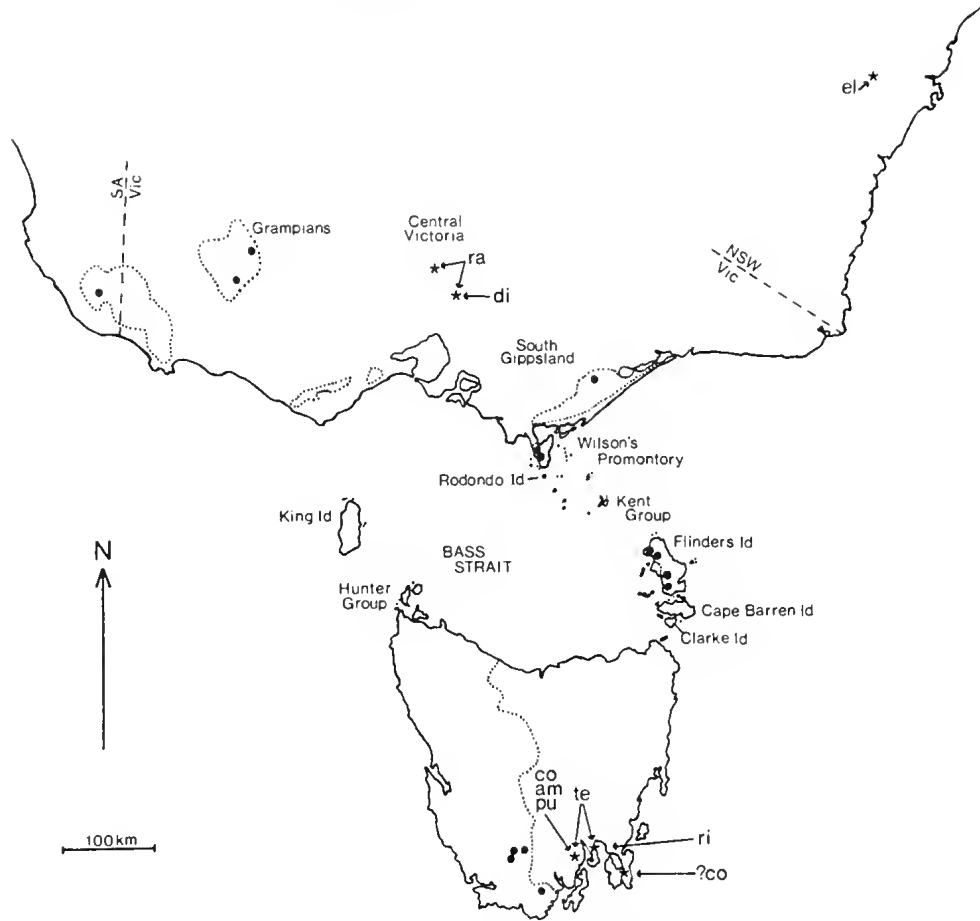 el
SA
Vic
Grampians
Central
Victoria
ra
di
NSW
Vic
South
Gippsland
Wilson's
Promontory
Rodondo Id
Kent
Group
King Id
Flinders Id
N
BASS
STRAIT
Hunter
Group
Cape Barren Id
Clarke Id
co
am
pu
te
100km
ri
?co